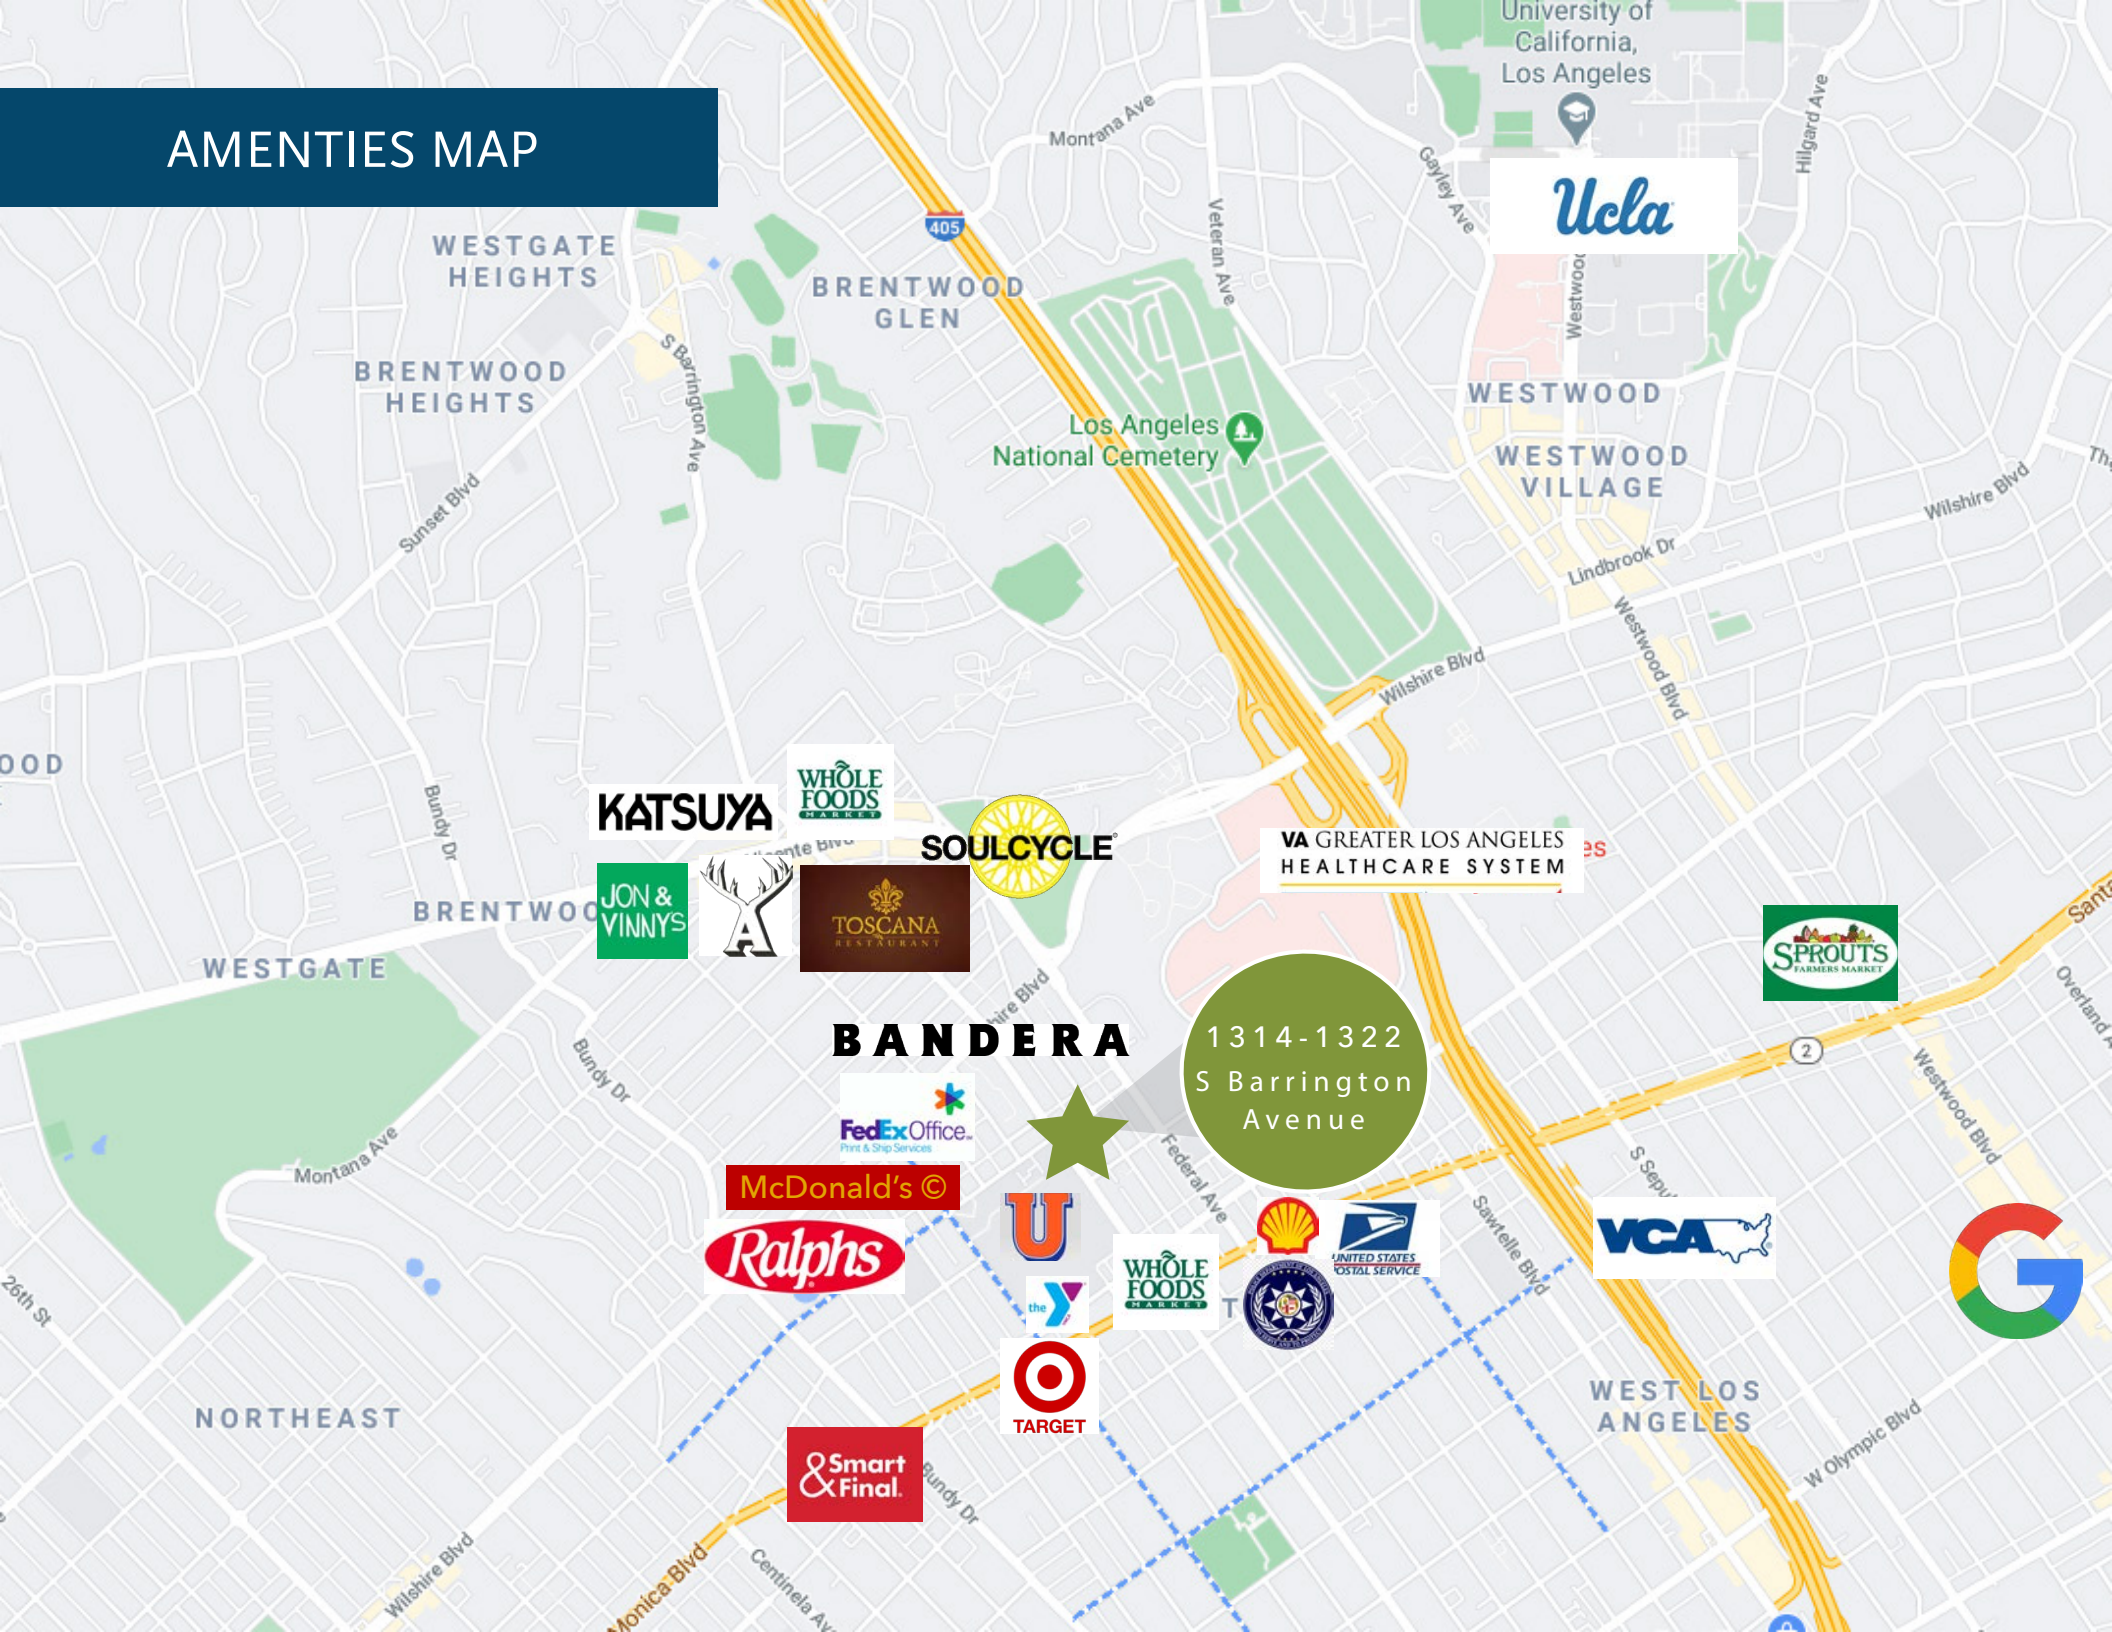 University of
California,
Los Angeles
AMENTIES MAP
Montana Ave
Hilgard Ave
Gayley Ave
Veteran Ave
Ucla
405
WESTGATE
HEIGHTS
BRENTWOOD
GLEN
Westwood
S Barrington Ave
BRENTWOOD
HEIGHTS
WESTWOOD
Los Angeles
National Cemetery
WESTWOOD
VILLAGE
Sunset Blvd
Wilshire Blvd
Lindbrook Dr
Westwood Blvd
Wilshire Blvd
OOD
Bundy Dr
KATSUYA
WHOLE
FOODS
MARKET
SOULCYCLE
VA GREATER LOS ANGELES
HEALTHCARE SYSTEM
es
JON &
VINNY'S
A
TOSCANA
RESTAURANT
BRENTWOO
WESTGATE
SPROUTS
FARMERS MARKET
Overland A
hire Blvd
BANDERA
1314-1322
S Barrington
Avenue
2
Bundy Dr
FedEx Office
Print & Ship Services
Westwood Blvd
Montana Ave
Federal Ave
S Sepu
McDonald's ©
Ralphs
U
UNITED STATES
POSTAL SERVICE
Sawtelle Blvd
VCA
G
26th St
the Y
WHOLE
FOODS
MARKET
T
TARGET
NORTHEAST
WEST LOS
ANGELES
W Olympic Blvd
Smart
&Final.
Bundy Dr
Wilshire Blvd
Monica Blvd
Centinela Av